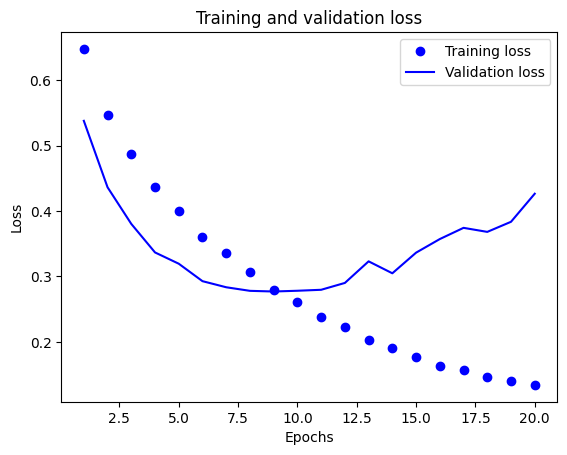 Training and validation loss
Training loss
Validation loss
0.6
0.5
0.4
0.3
0.2
Loss
2.5
5.0
7.5
10.0
12.5
15.0
17.5
20.0
Epochs